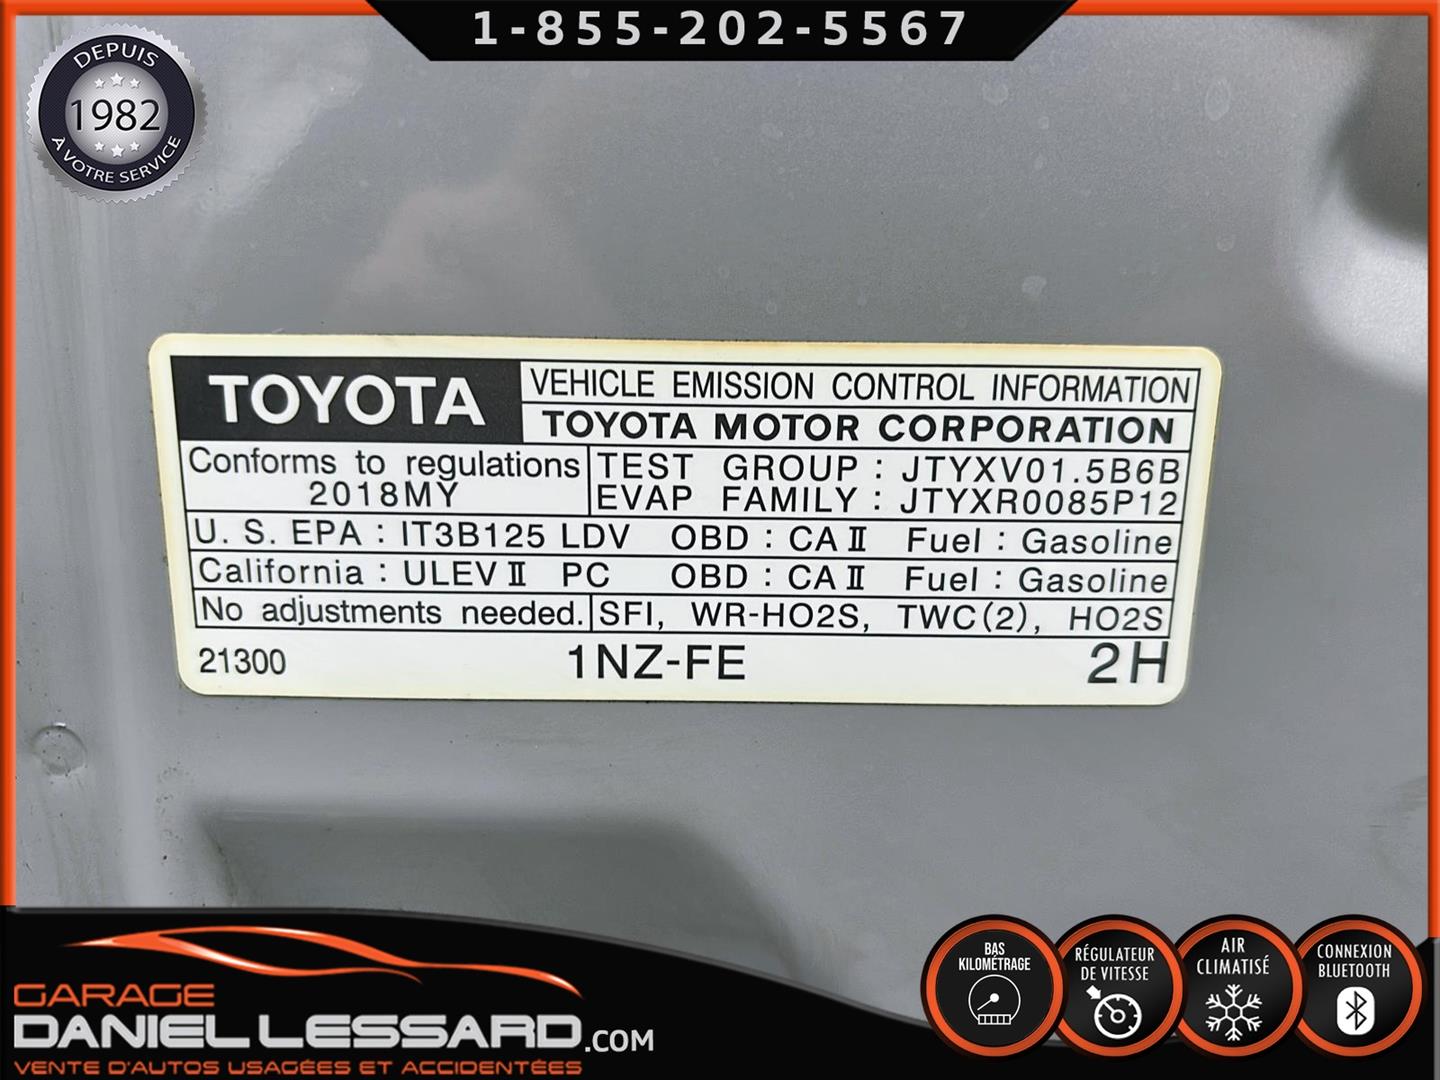 1-855-202-5567
DEPUIS
1982
À VOTRE SERVICE
TOYOTA
VEHICLE EMISSION CONTROL INFORMATION
TOYOTA MOTOR CORPORATION
Conforms to regulations
2018MY
TEST GROUP : JTYXV01.5B6B
EVAP FAMILY : JTYXR0085P12
U. S. EPA : IT3B125 LDV OBD : CA II Fuel : Gasoline
California : ULEV II PC OBD : CA II Fuel : Gasoline
No adjustments needed.
SFI, WR-HO2S, TWC(2), HO2S
21300 1NZ-FE 2H
BAS
KILOMÉTRAGE
RÉGULATEUR
DE VITESSE
AIR
CLIMATISÉ
CONNEXION
BLUETOOTH
GARAGE
DANIEL LESSARD.COM
VENTE D'AUTOS USAGÉES ET ACCIDENTÉES